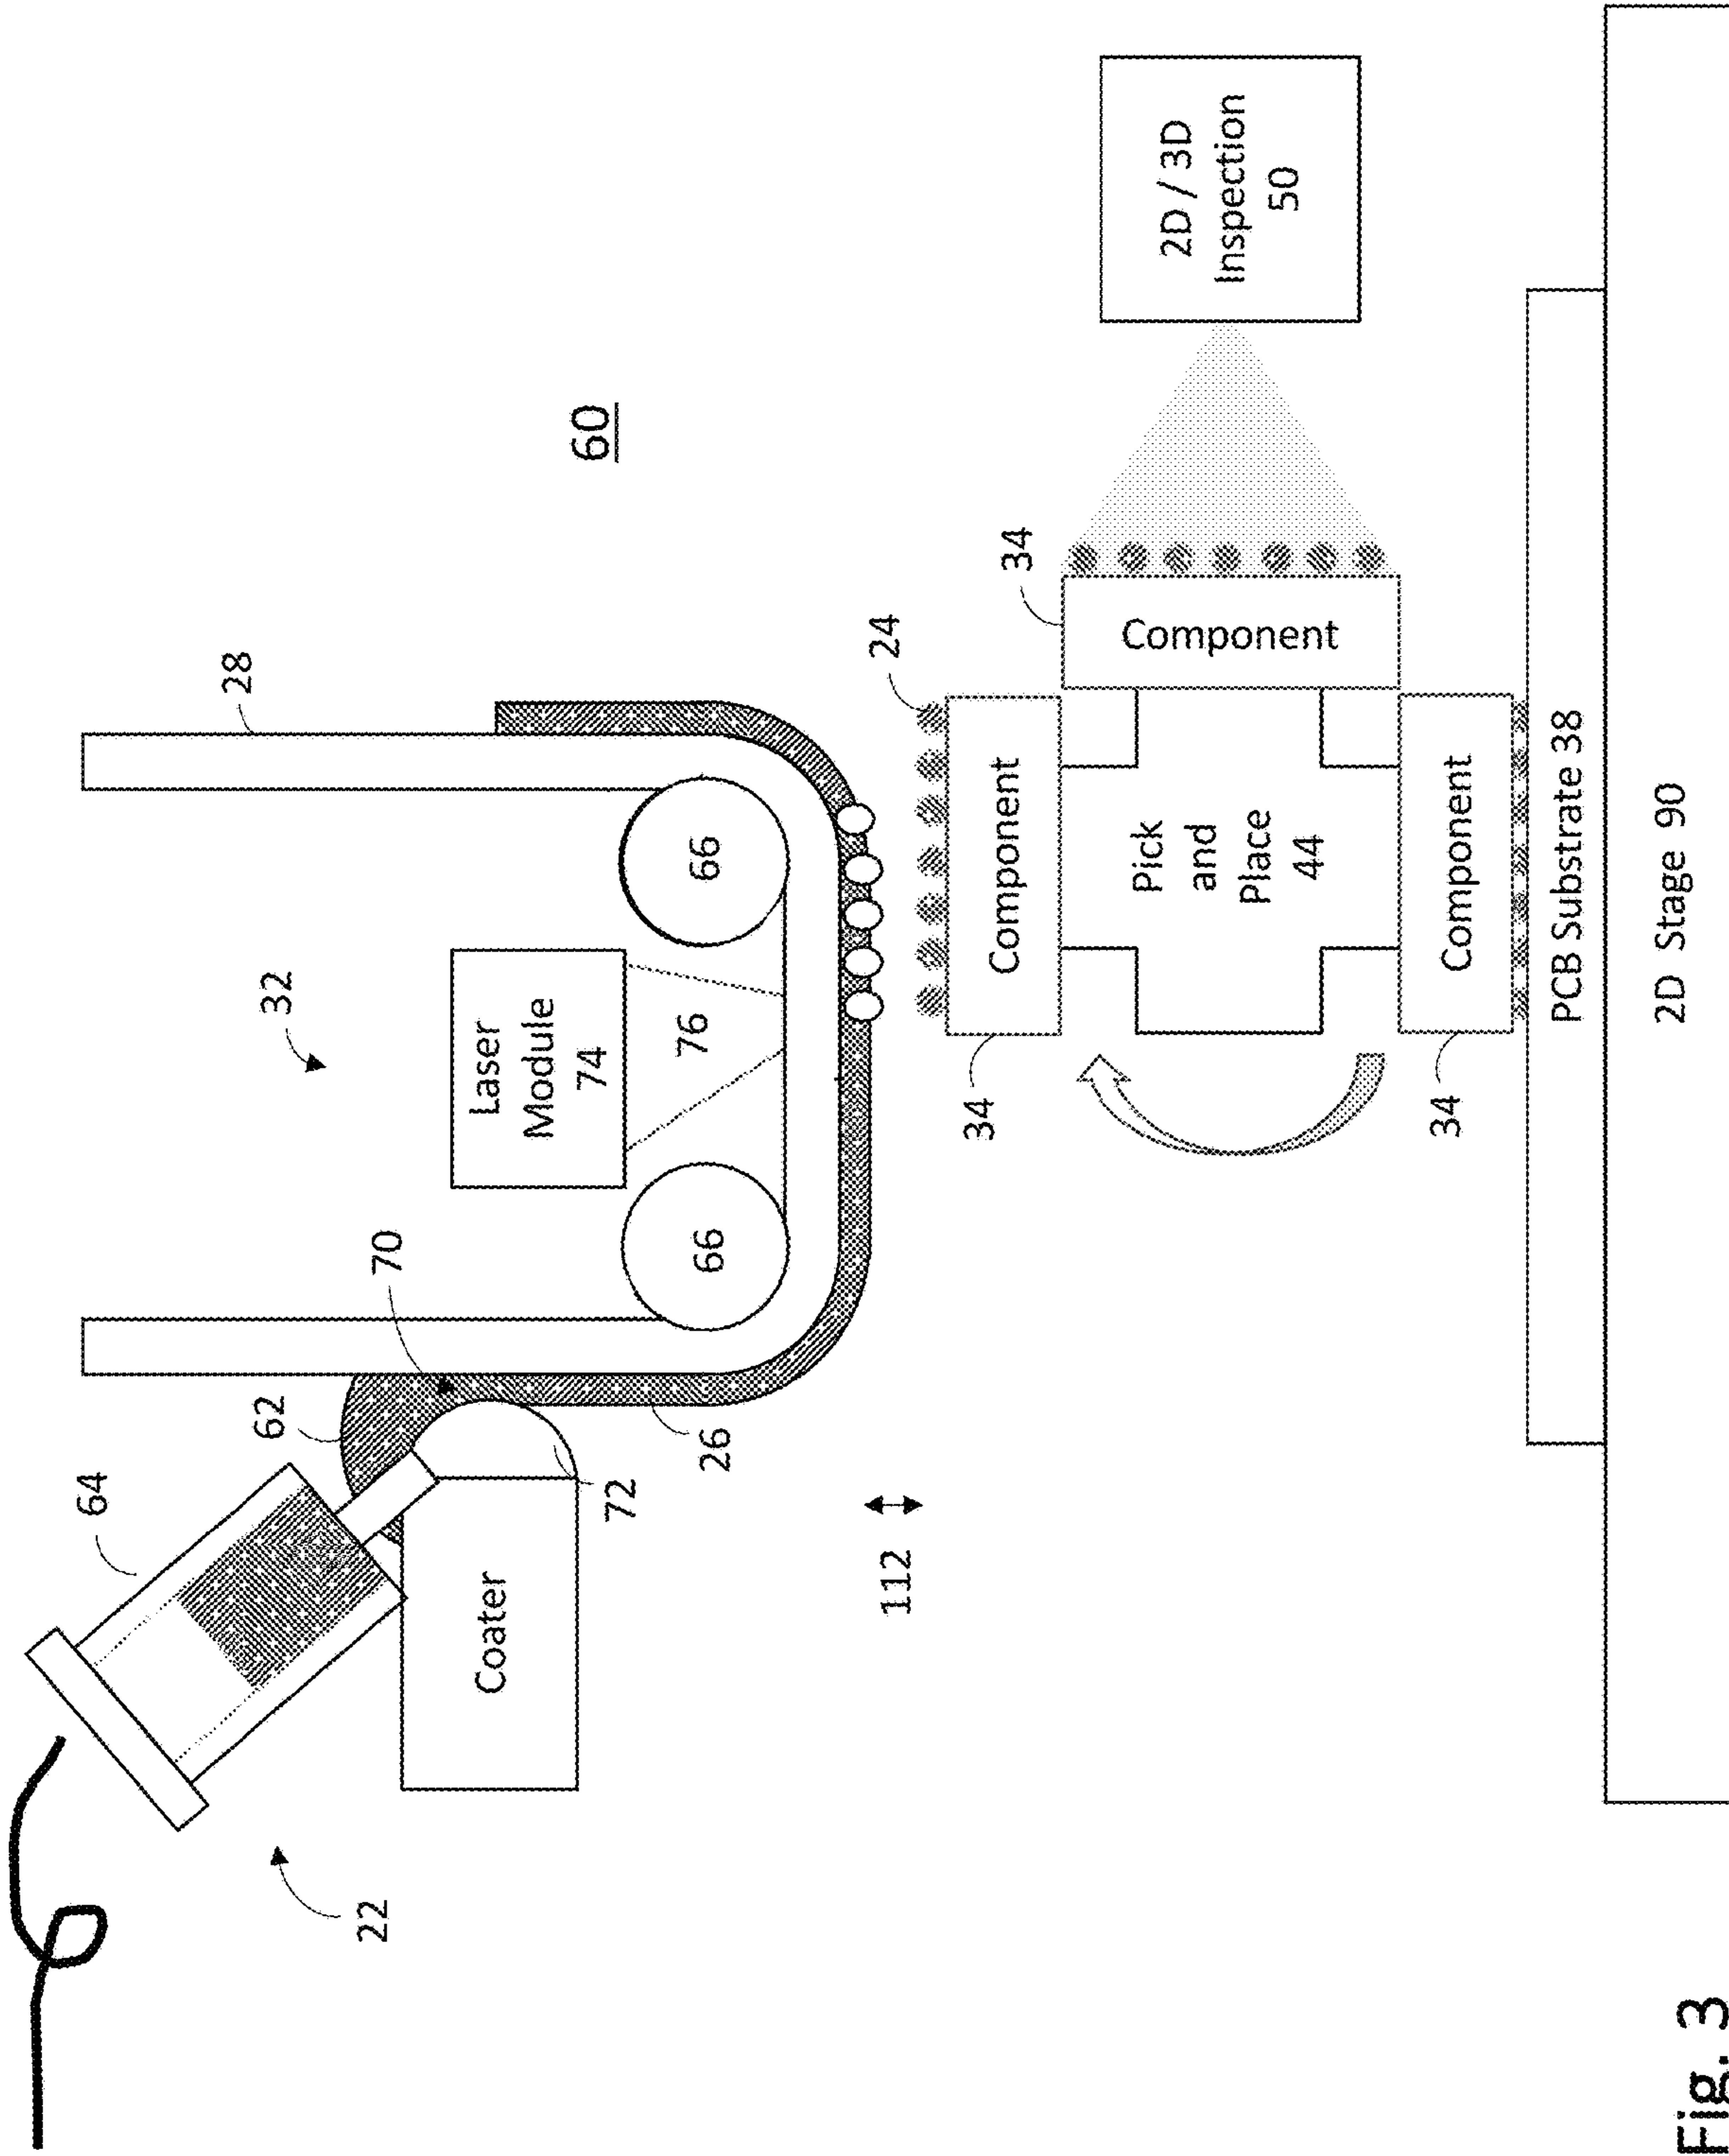 22
64
62
70
32
28
60
Coater
72
26
66
Laser
Module
74
76
66
112
34
24
34
Component
Component
Pick
and
Place
44
34
Component
2D / 3D
Inspection
50
PCB Substrate 38
2D Stage 90
Fig. 3